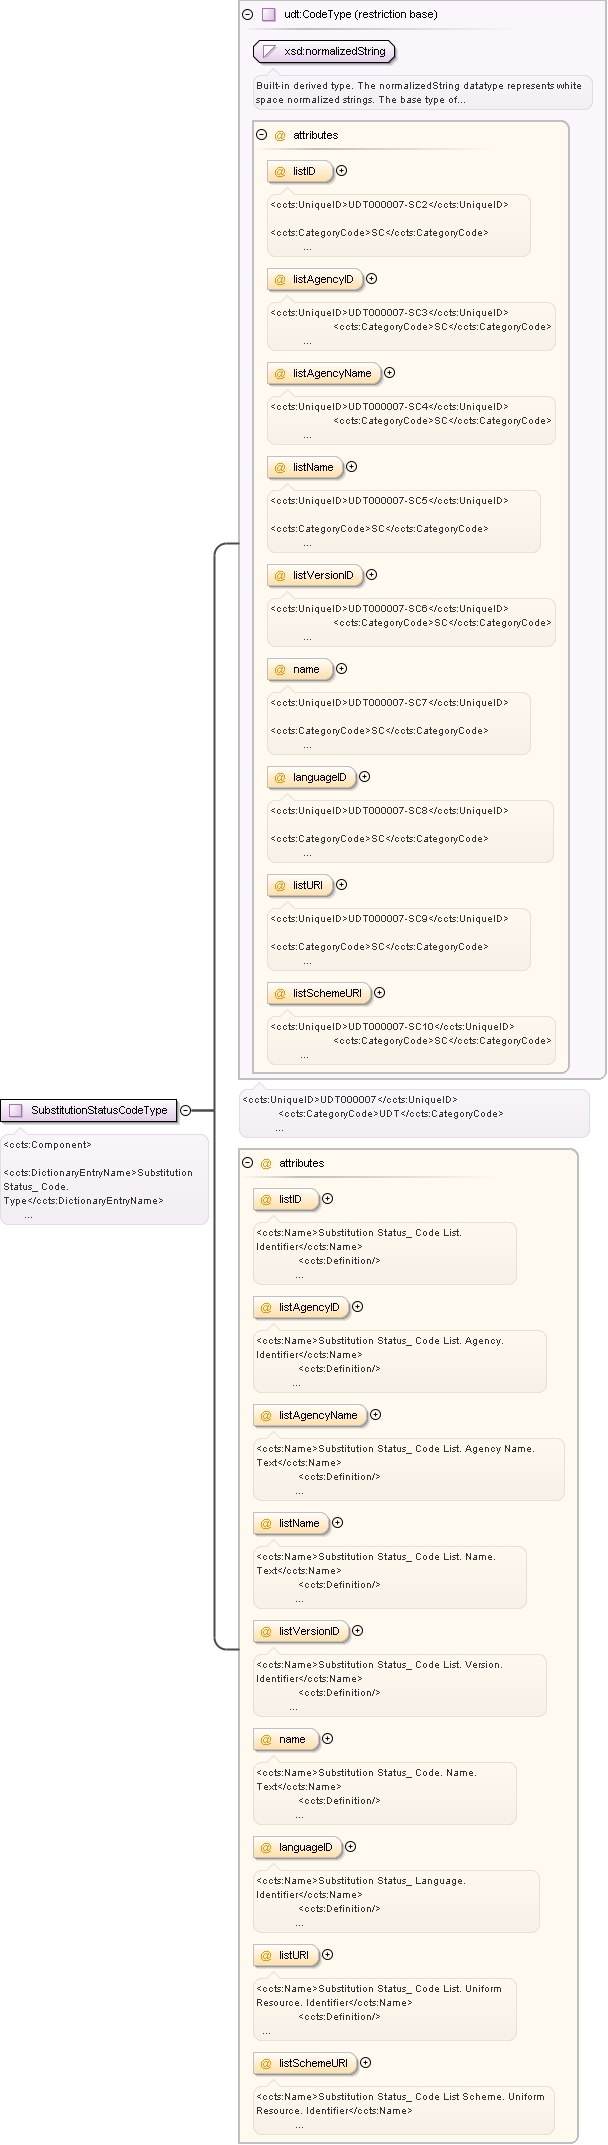 udt:CodeType (restriction base)
xsd:normalizedString
Built-in derived type. The normalizedString datatype represents white
space normalized strings. The base type of...
@ attributes
@ listID
<ccts:UniqueID>UDT000007-SC2</ccts:UniqueID>
<ccts:CategoryCode>SC</ccts:CategoryCode>
...
@ listAgencyID
<ccts:UniqueID>UDT000007-SC3</ccts:UniqueID>
<ccts:CategoryCode>SC</ccts:CategoryCode>
...
@ listAgencyName
<ccts:UniqueID>UDT000007-SC4</ccts:UniqueID>
<ccts:CategoryCode>SC</ccts:CategoryCode>
...
@ listName
<ccts:UniqueID>UDT000007-SC5</ccts:UniqueID>
<ccts:CategoryCode>SC</ccts:CategoryCode>
...
@ listVersionID
<ccts:UniqueID>UDT000007-SC6</ccts:UniqueID>
<ccts:CategoryCode>SC</ccts:CategoryCode>
...
@ name
<ccts:UniqueID>UDT000007-SC7</ccts:UniqueID>
<ccts:CategoryCode>SC</ccts:CategoryCode>
...
@ languageID
<ccts:UniqueID>UDT000007-SC8</ccts:UniqueID>
<ccts:CategoryCode>SC</ccts:CategoryCode>
...
@ listURI
<ccts:UniqueID>UDT000007-SC9</ccts:UniqueID>
<ccts:CategoryCode>SC</ccts:CategoryCode>
...
@ listSchemeURI
<ccts:UniqueID>UDT000007-SC10</ccts:UniqueID>
<ccts:CategoryCode>SC</ccts:CategoryCode>
...
<ccts:UniqueID>UDT000007</ccts:UniqueID>
<ccts:CategoryCode>UDT</ccts:CategoryCode>
...
SubstitutionStatusCodeType
<ccts:Component>
<ccts:DictionaryEntryName>Substitution
Status_ Code.
Type</ccts:DictionaryEntryName>
...
@ attributes
@ listID
<ccts:Name>Substitution Status_ Code List.
Identifier</ccts:Name>
<ccts:Definition/>
...
@ listAgencyID
<ccts:Name>Substitution Status_ Code List. Agency.
Identifier</ccts:Name>
<ccts:Definition/>
...
@ listAgencyName
<ccts:Name>Substitution Status_ Code List. Agency Name.
Text</ccts:Name>
<ccts:Definition/>
...
@ listName
<ccts:Name>Substitution Status_ Code List. Name.
Text</ccts:Name>
<ccts:Definition/>
...
@ listVersionID
<ccts:Name>Substitution Status_ Code List. Version.
Identifier</ccts:Name>
<ccts:Definition/>
...
@ name
<ccts:Name>Substitution Status_ Code. Name.
Text</ccts:Name>
<ccts:Definition/>
...
@ languageID
<ccts:Name>Substitution Status_ Language.
Identifier</ccts:Name>
<ccts:Definition/>
...
@ listURI
<ccts:Name>Substitution Status_ Code List. Uniform
Resource. Identifier</ccts:Name>
<ccts:Definition/>
...
@ listSchemeURI
<ccts:Name>Substitution Status_ Code List Scheme. Uniform
Resource. Identifier</ccts:Name>
...